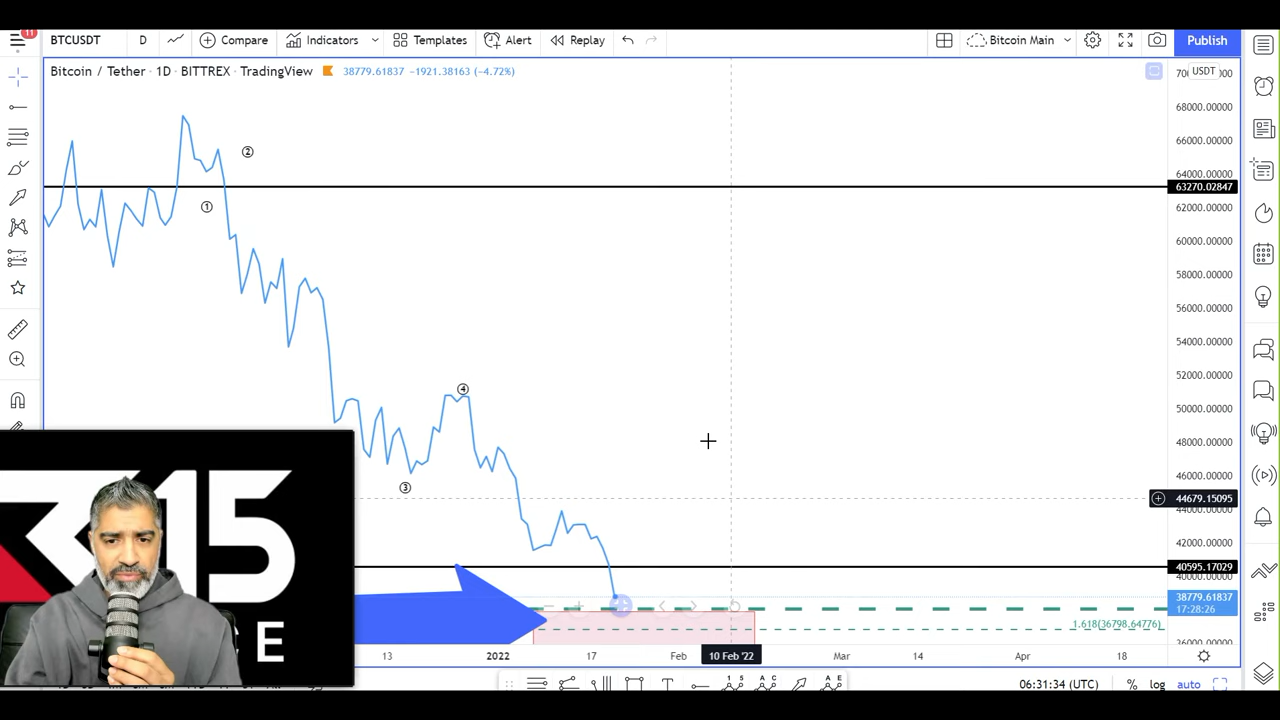 11
BTCUSDT
D
Compare
Indicators
Templates
Alert
Replay
Bitcoin Main
Publish
Bitcoin / Tether · 1D · BITTREX · TradingView
38779.61837 −1921.38163 (−4.72%)
USDT
68000.00000
66000.00000
64000.00000
63270.02847
62000.00000
60000.00000
58000.00000
56000.00000
54000.00000
52000.00000
50000.00000
48000.00000
46000.00000
44679.15095
44000.00000
42000.00000
40595.17029
40000.00000
38779.61837
17:28:26
1.618(36798.64776)
36000.00000
②
①
④
③
15
E
13
2022
17
Feb
10 Feb '22
Mar
14
Apr
18
06:31:34 (UTC)
%
log
auto